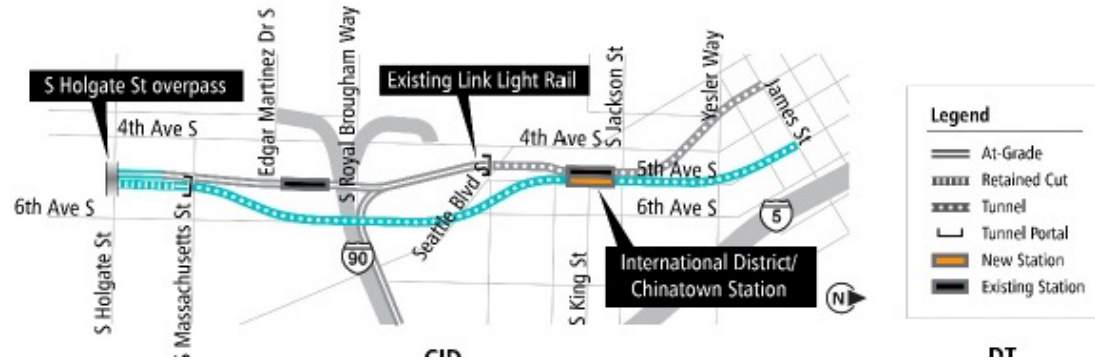 S Holgate St overpass
Edgar Martinez Dr S
S Royal Brougham Way
Existing Link Light Rail
S Jackson St
Yesler Way
James St
4th Ave S
4th Ave S
5th Ave S
6th Ave S
6th Ave S
Seattle Blvd S
90
5
S Holgate St
S Massachusetts St
S King St
International District/
Chinatown Station
N
Legend
At-Grade
Retained Cut
Tunnel
Tunnel Portal
New Station
Existing Station
CID
DT